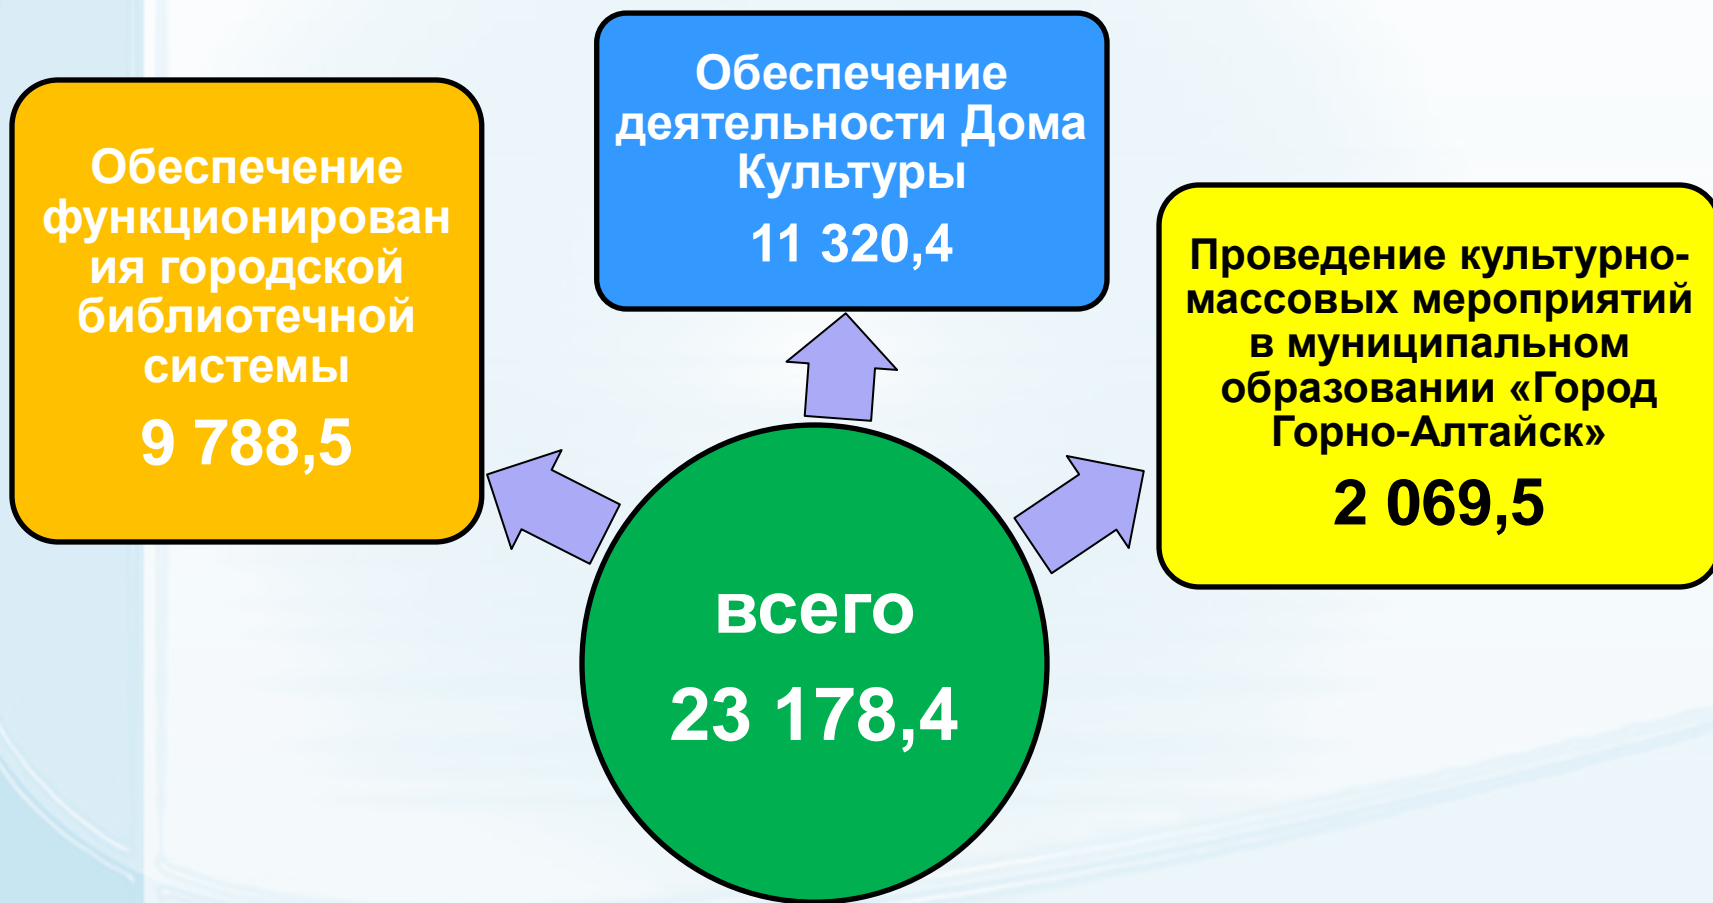 Обеспечение
функционирован
ия городской
библиотечной
системы
9 788,5
Обеспечение
деятельности Дома
Культуры
11 320,4
Проведение культурно-
массовых мероприятий
в муниципальном
образовании «Город
Горно-Алтайск»
2 069,5
всего
23 178,4